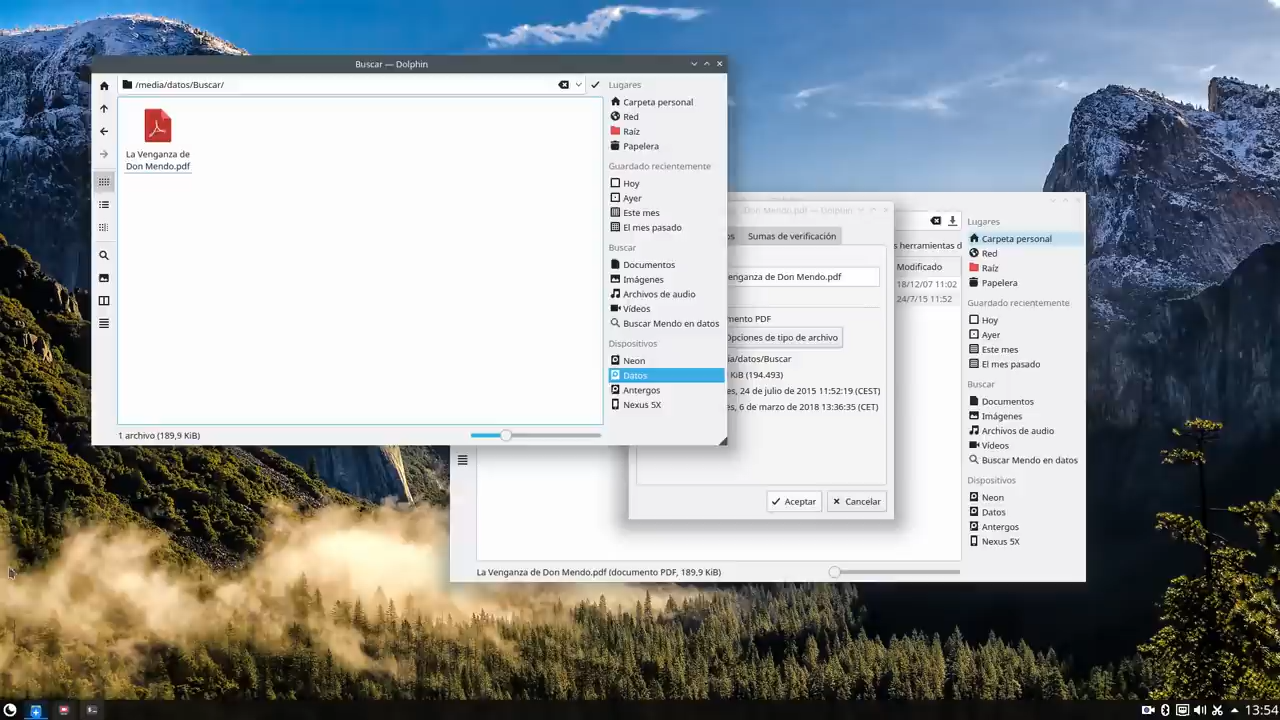 Buscar — Dolphin
/media/datos/Buscar/
La Venganza de
Don Mendo.pdf
1 archivo (189,9 KiB)
Lugares
Carpeta personal
Red
Raíz
Papelera
Guardado recientemente
Hoy
Ayer
Este mes
El mes pasado
Buscar
Documentos
Imágenes
Archivos de audio
Vídeos
Buscar Mendo en datos
Dispositivos
Neon
Datos
Antergos
Nexus 5X
Don Mendo.pdf — Dolphin
os
Sumas de verificación
enganza de Don Mendo.pdf
mento PDF
Opciones de tipo de archivo
ia/datos/Buscar
KiB (194.493)
es, 24 de julio de 2015 11:52:19 (CEST)
es, 6 de marzo de 2018 13:36:35 (CET)
Aceptar
Cancelar
s herramientas d
Modificado
18/12/07 11:02
24/7/15 11:52
La Venganza de Don Mendo.pdf (documento PDF, 189,9 KiB)
Lugares
Carpeta personal
Red
Raíz
Papelera
Guardado recientemente
Hoy
Ayer
Este mes
El mes pasado
Buscar
Documentos
Imágenes
Archivos de audio
Vídeos
Buscar Mendo en datos
Dispositivos
Neon
Datos
Antergos
Nexus 5X
13:54